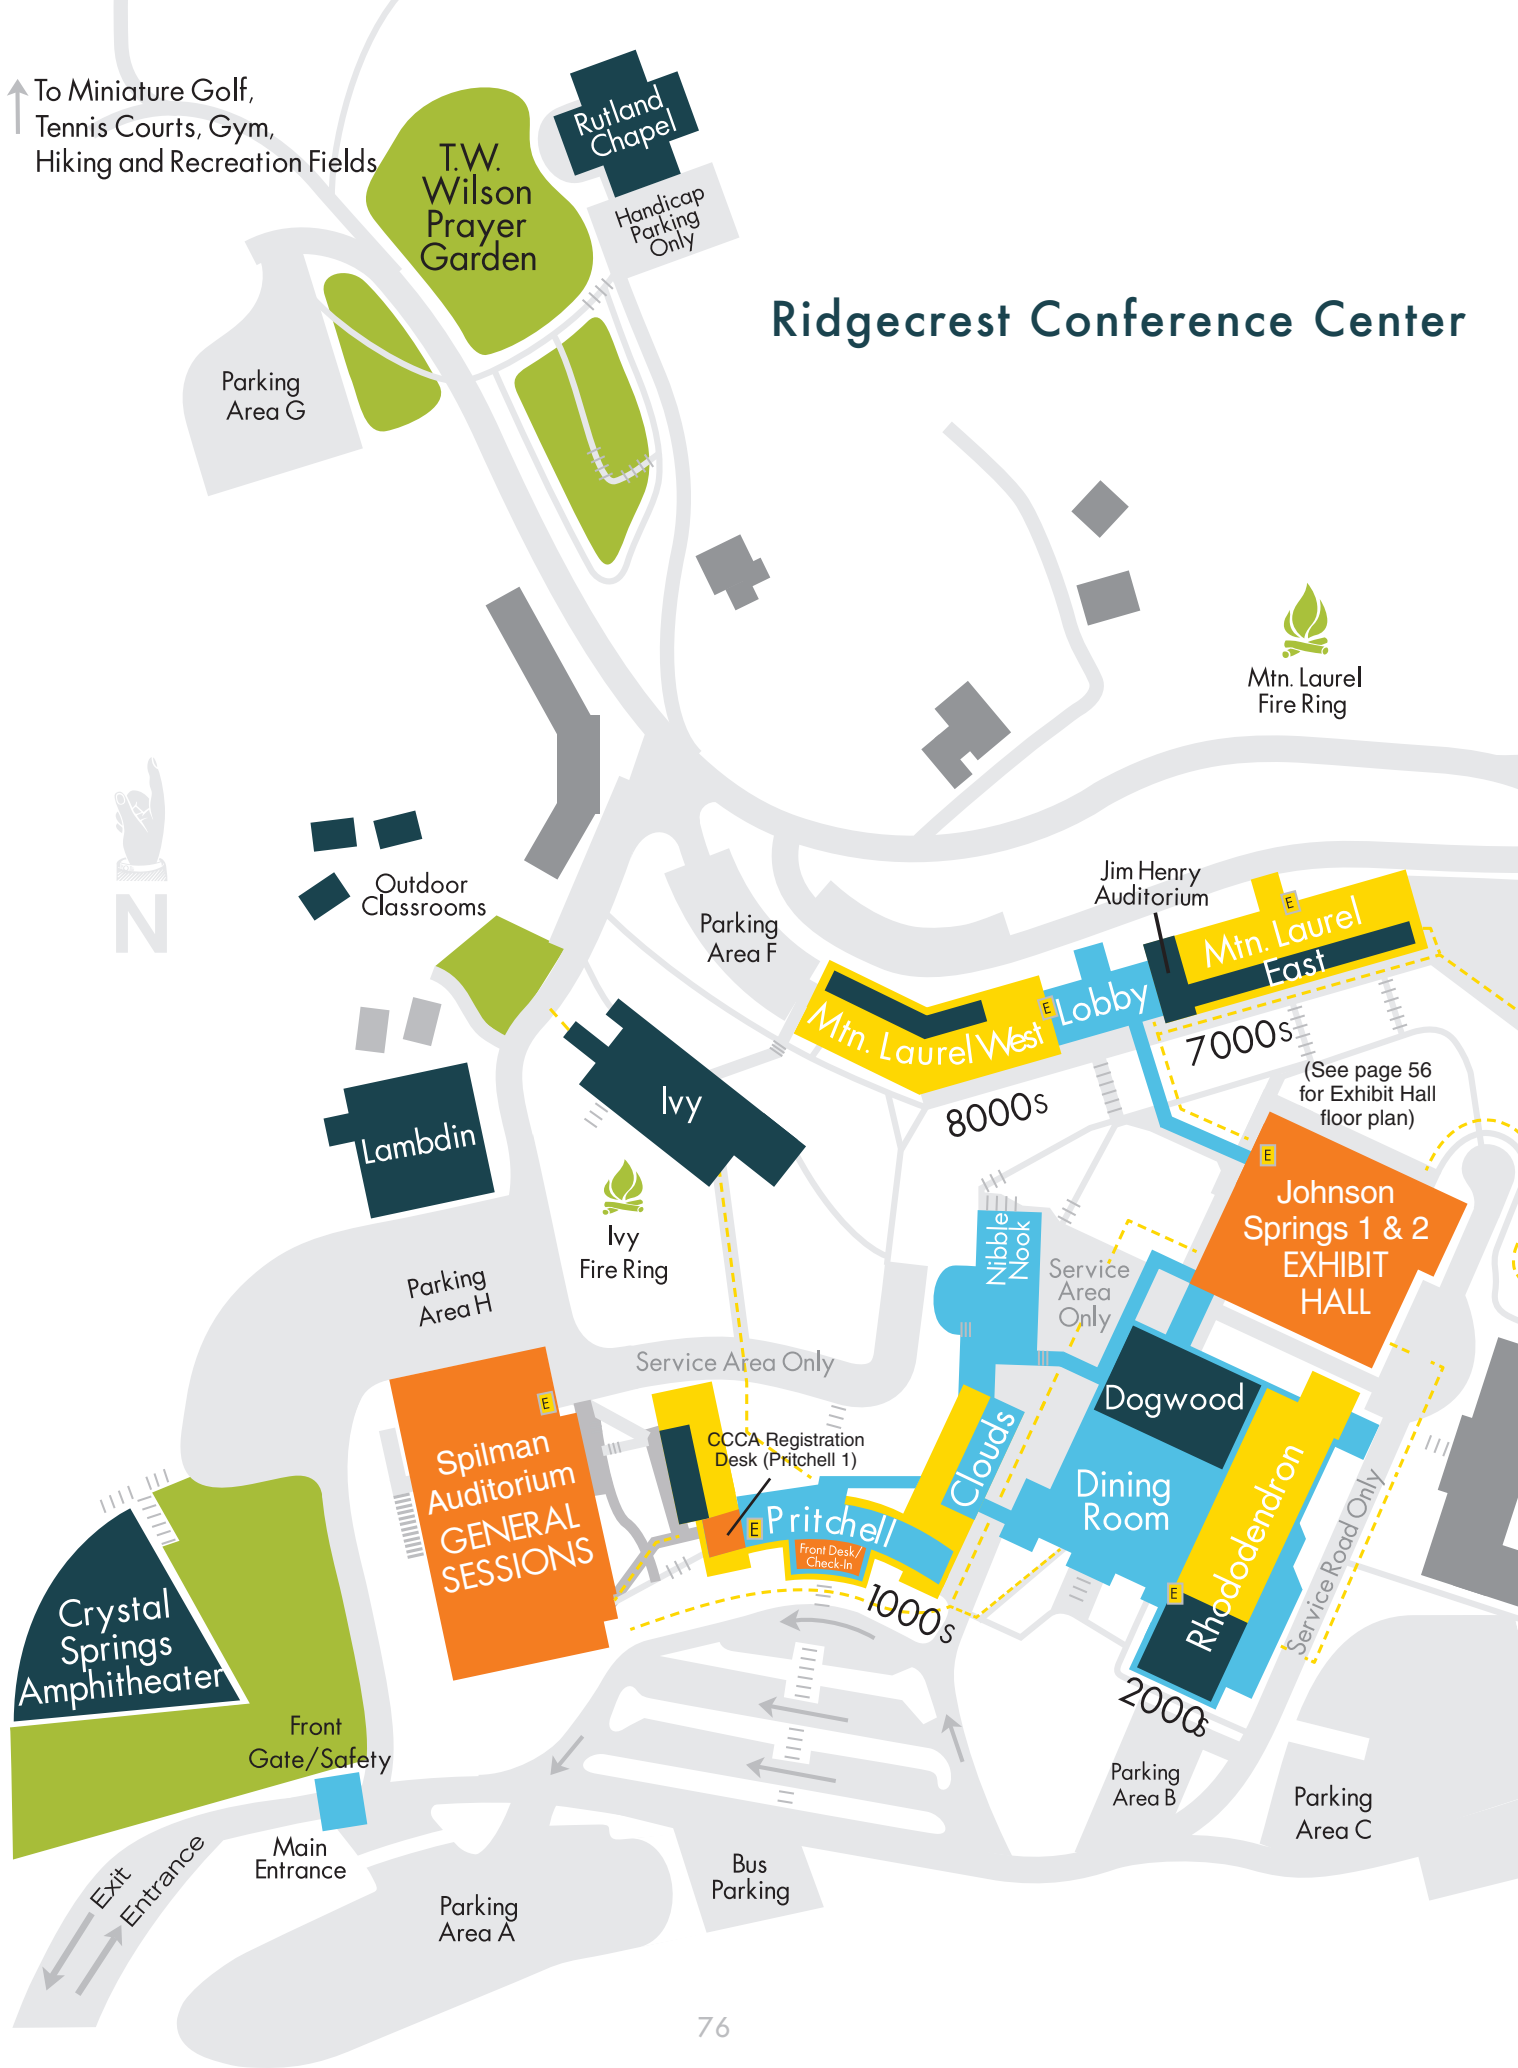 To Miniature Golf,
Tennis Courts, Gym,
Hiking and Recreation Fields
T.W.
Wilson
Prayer
Garden
Rutland
Chapel
Handicap
Parking
Only
Ridgecrest Conference Center
Parking
Area G
Mtn. Laurel
Fire Ring
N
Outdoor
Classrooms
Parking
Area F
Jim Henry
Auditorium
Mtn. Laurel
East
Mtn. Laurel West
Lobby
E
E
7000s
8000s
(See page 56
for Exhibit Hall
floor plan)
Ivy
Lambdin
Ivy
Fire Ring
E
Johnson
Springs 1 & 2
EXHIBIT
HALL
Nibble
Nook
Service
Area
Only
Parking
Area H
Service Area Only
Dogwood
E
Spilman
Auditorium
GENERAL
SESSIONS
CCCA Registration
Desk (Pritchell 1)
Clouds
Dining
Room
Rhododendron
E
Service Road Only
E
Pritchell
Front Desk/
Check-In
1000s
2000s
Crystal
Springs
Amphitheater
Front
Gate/Safety
Main
Entrance
Exit
Entrance
Parking
Area A
Bus
Parking
Parking
Area B
Parking
Area C
76